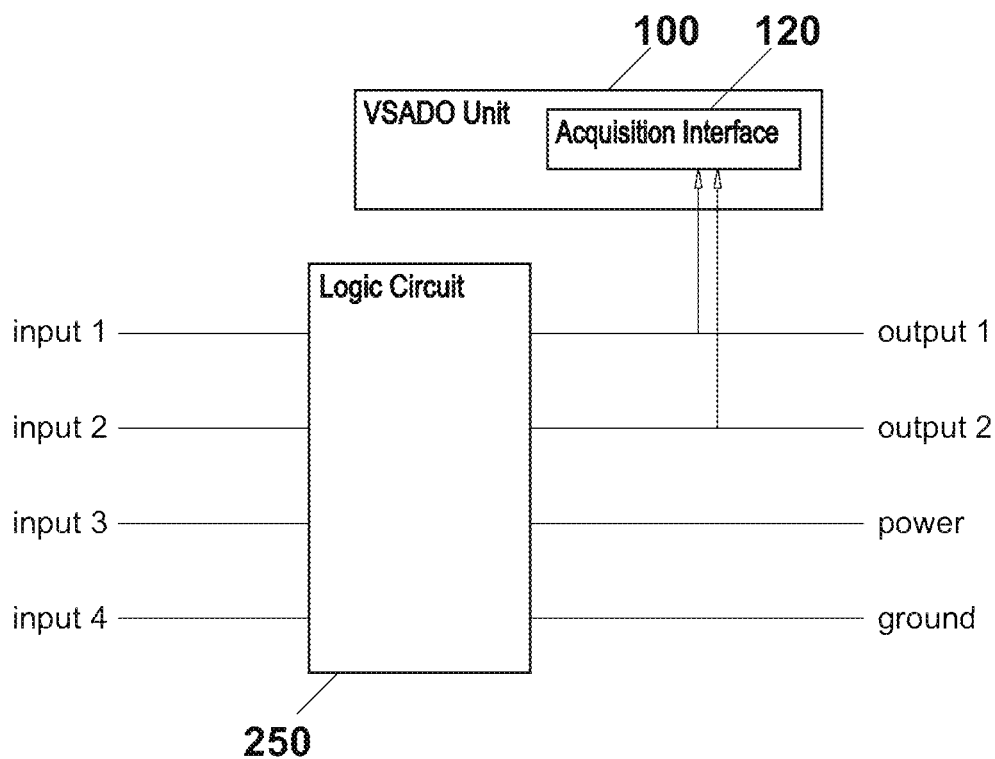 100 120
VSADO Unit
Acquisition Interface
Logic Circuit
input 1
output 1
input 2
output 2
input 3
power
input 4
ground
250